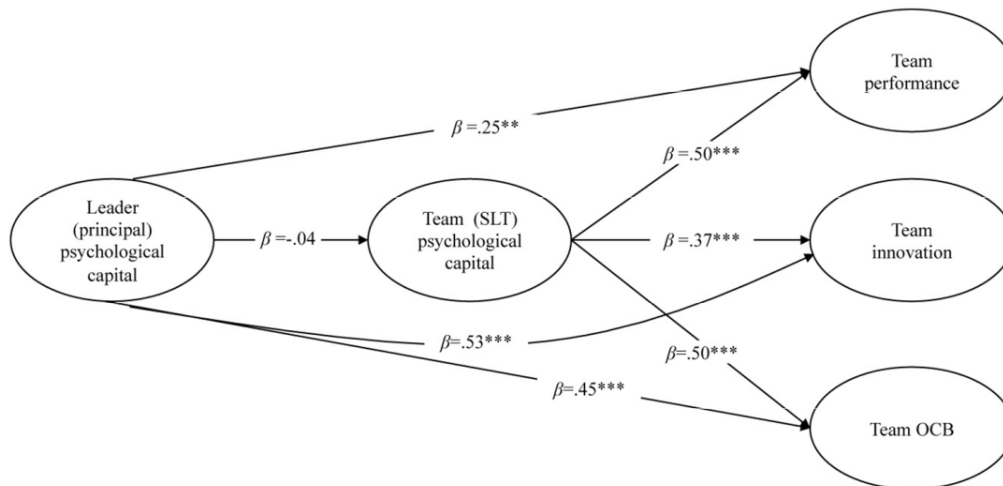 Team
performance
β =.25**
β =.50***
Leader
(principal)
psychological
capital
β =-.04
Team (SLT)
psychological
capital
β =.37***
Team
innovation
β=.53***
β=.50***
β=.45***
Team OCB